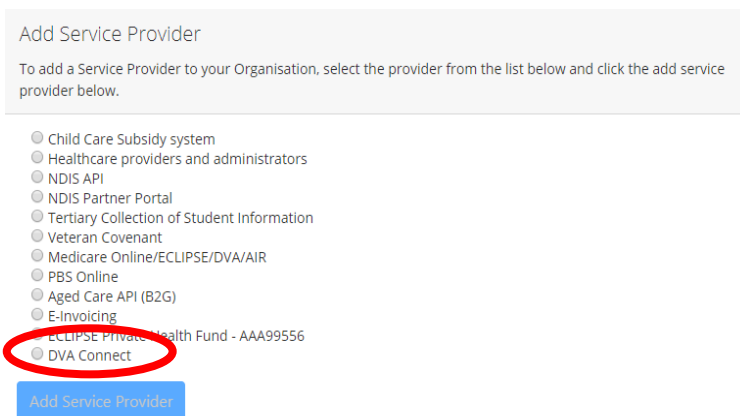 Add Service Provider
To add a Service Provider to your Organisation, select the provider from the list below and click the add service
provider below.
Child Care Subsidy system
Healthcare providers and administrators
NDIS API
NDIS Partner Portal
Tertiary Collection of Student Information
Veteran Covenant
Medicare Online/ECLIPSE/DVA/AIR
PBS Online
Aged Care API (B2G)
E-Invoicing
ECLIPSE Private Health Fund - AAA99556
DVA Connect
Add Service Provider